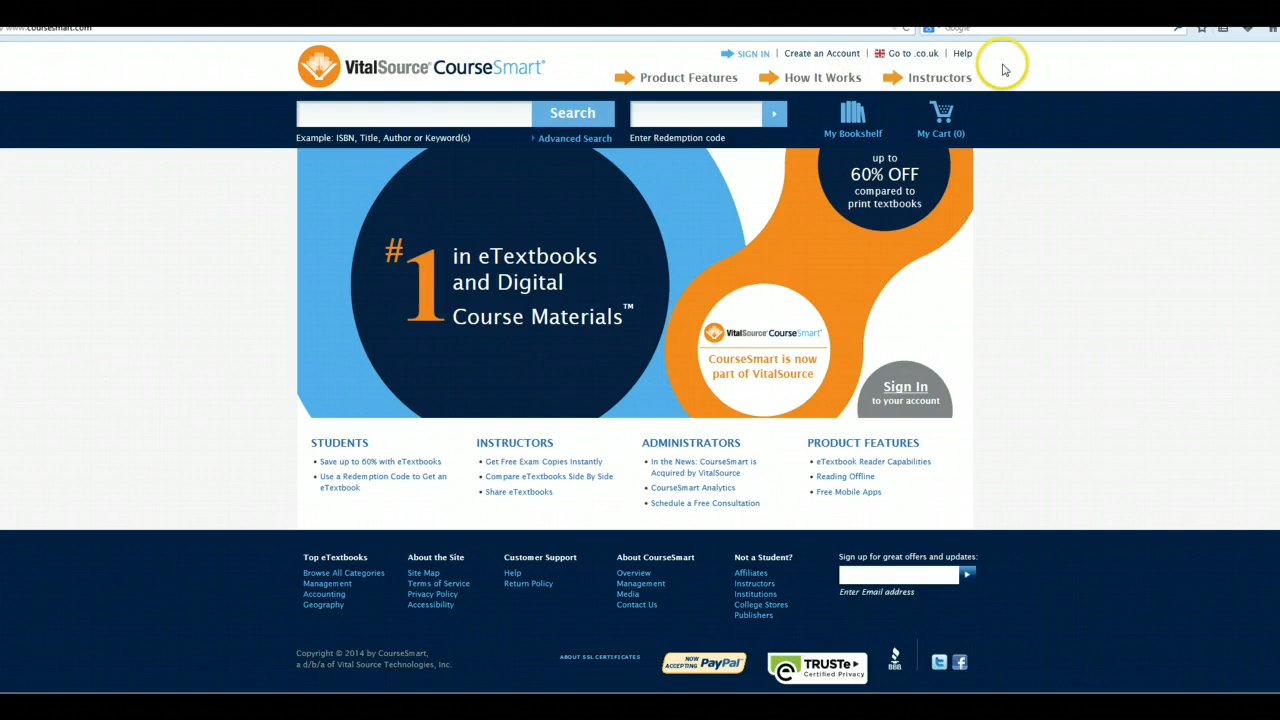 www.coursesmart.com
Google
VitalSource® CourseSmart®
SIGN IN | Create an Account | Go to .co.uk | Help
Product Features
How It Works
Instructors
Search
Example: ISBN, Title, Author or Keyword(s)
Advanced Search
Enter Redemption code
My Bookshelf
My Cart (0)
#1 in eTextbooks
and Digital
Course Materials™
up to
60% OFF
compared to
print textbooks
VitalSource® CourseSmart®
CourseSmart is now
part of VitalSource
Sign In
to your account
STUDENTS
• Save up to 60% with eTextbooks
• Use a Redemption Code to Get an
eTextbook
INSTRUCTORS
• Get Free Exam Copies Instantly
• Compare eTextbooks Side By Side
• Share eTextbooks
ADMINISTRATORS
• In the News: CourseSmart is
Acquired by VitalSource
• CourseSmart Analytics
• Schedule a Free Consultation
PRODUCT FEATURES
• eTextbook Reader Capabilities
• Reading Offline
• Free Mobile Apps
Top eTextbooks
Browse All Categories
Management
Accounting
Geography
About the Site
Site Map
Terms of Service
Privacy Policy
Accessibility
Customer Support
Help
Return Policy
About CourseSmart
Overview
Management
Media
Contact Us
Not a Student?
Affiliates
Instructors
Institutions
College Stores
Publishers
Sign up for great offers and updates:
Enter Email address
Copyright © 2014 by CourseSmart,
a d/b/a of Vital Source Technologies, Inc.
ABOUT SSL CERTIFICATES
NOW
ACCEPTING PayPal
TRUSTe
Certified Privacy
BBB